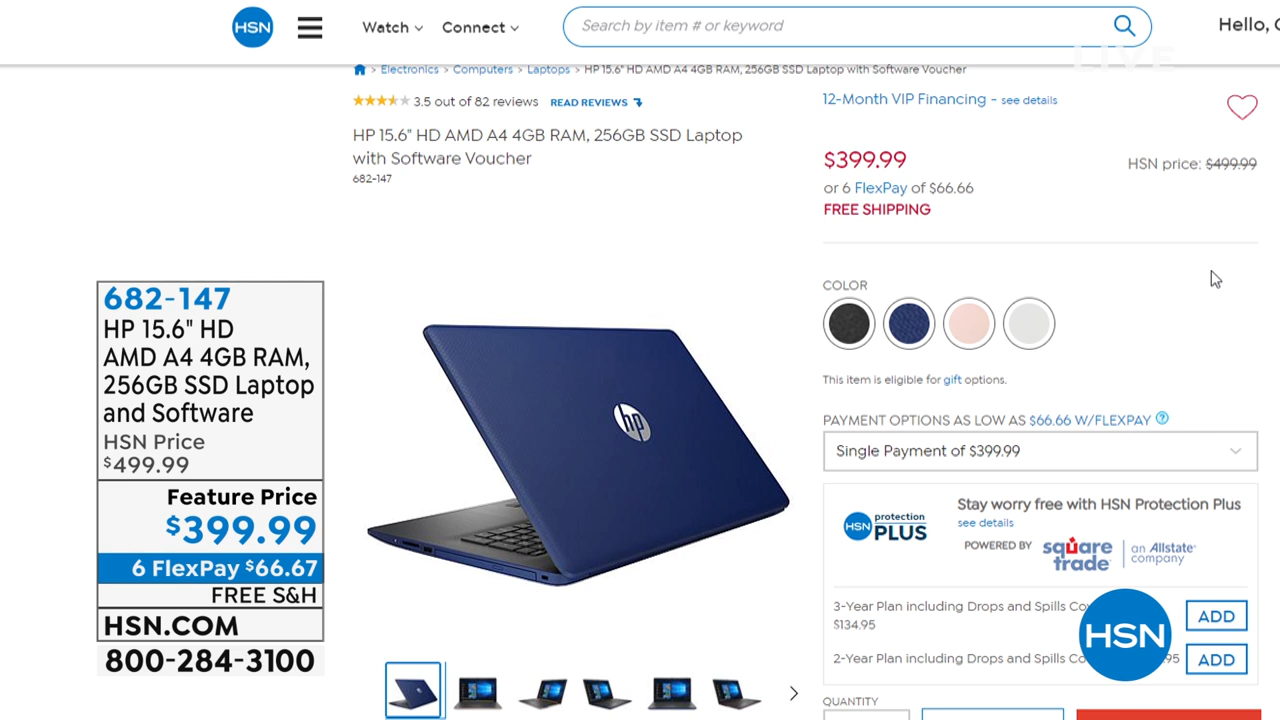 HSN
Watch
Connect
Search by item # or keyword
Hello,
LIVE
> Electronics > Computers > Laptops > HP 15.6" HD AMD A4 4GB RAM, 256GB SSD Laptop with Software Voucher
3.5 out of 82 reviews READ REVIEWS
HP 15.6" HD AMD A4 4GB RAM, 256GB SSD Laptop
with Software Voucher
682-147
12-Month VIP Financing - see details
$399.99
HSN price: $499.99
or 6 FlexPay of $66.66
FREE SHIPPING
COLOR
This item is eligible for gift options.
PAYMENT OPTIONS AS LOW AS $66.66 W/FLEXPAY ?
Single Payment of $399.99
HSN protection PLUS
Stay worry free with HSN Protection Plus
see details
POWERED BY
square trade
an Allstate company
3-Year Plan including Drops and Spills
$134.95
ADD
2-Year Plan including Drops and Spills
95
ADD
HSN
QUANTITY
682-147
HP 15.6" HD
AMD A4 4GB RAM,
256GB SSD Laptop
and Software
HSN Price
$499.99
Feature Price
$399.99
6 FlexPay $66.67
FREE S&H
HSN.COM
800-284-3100
hp